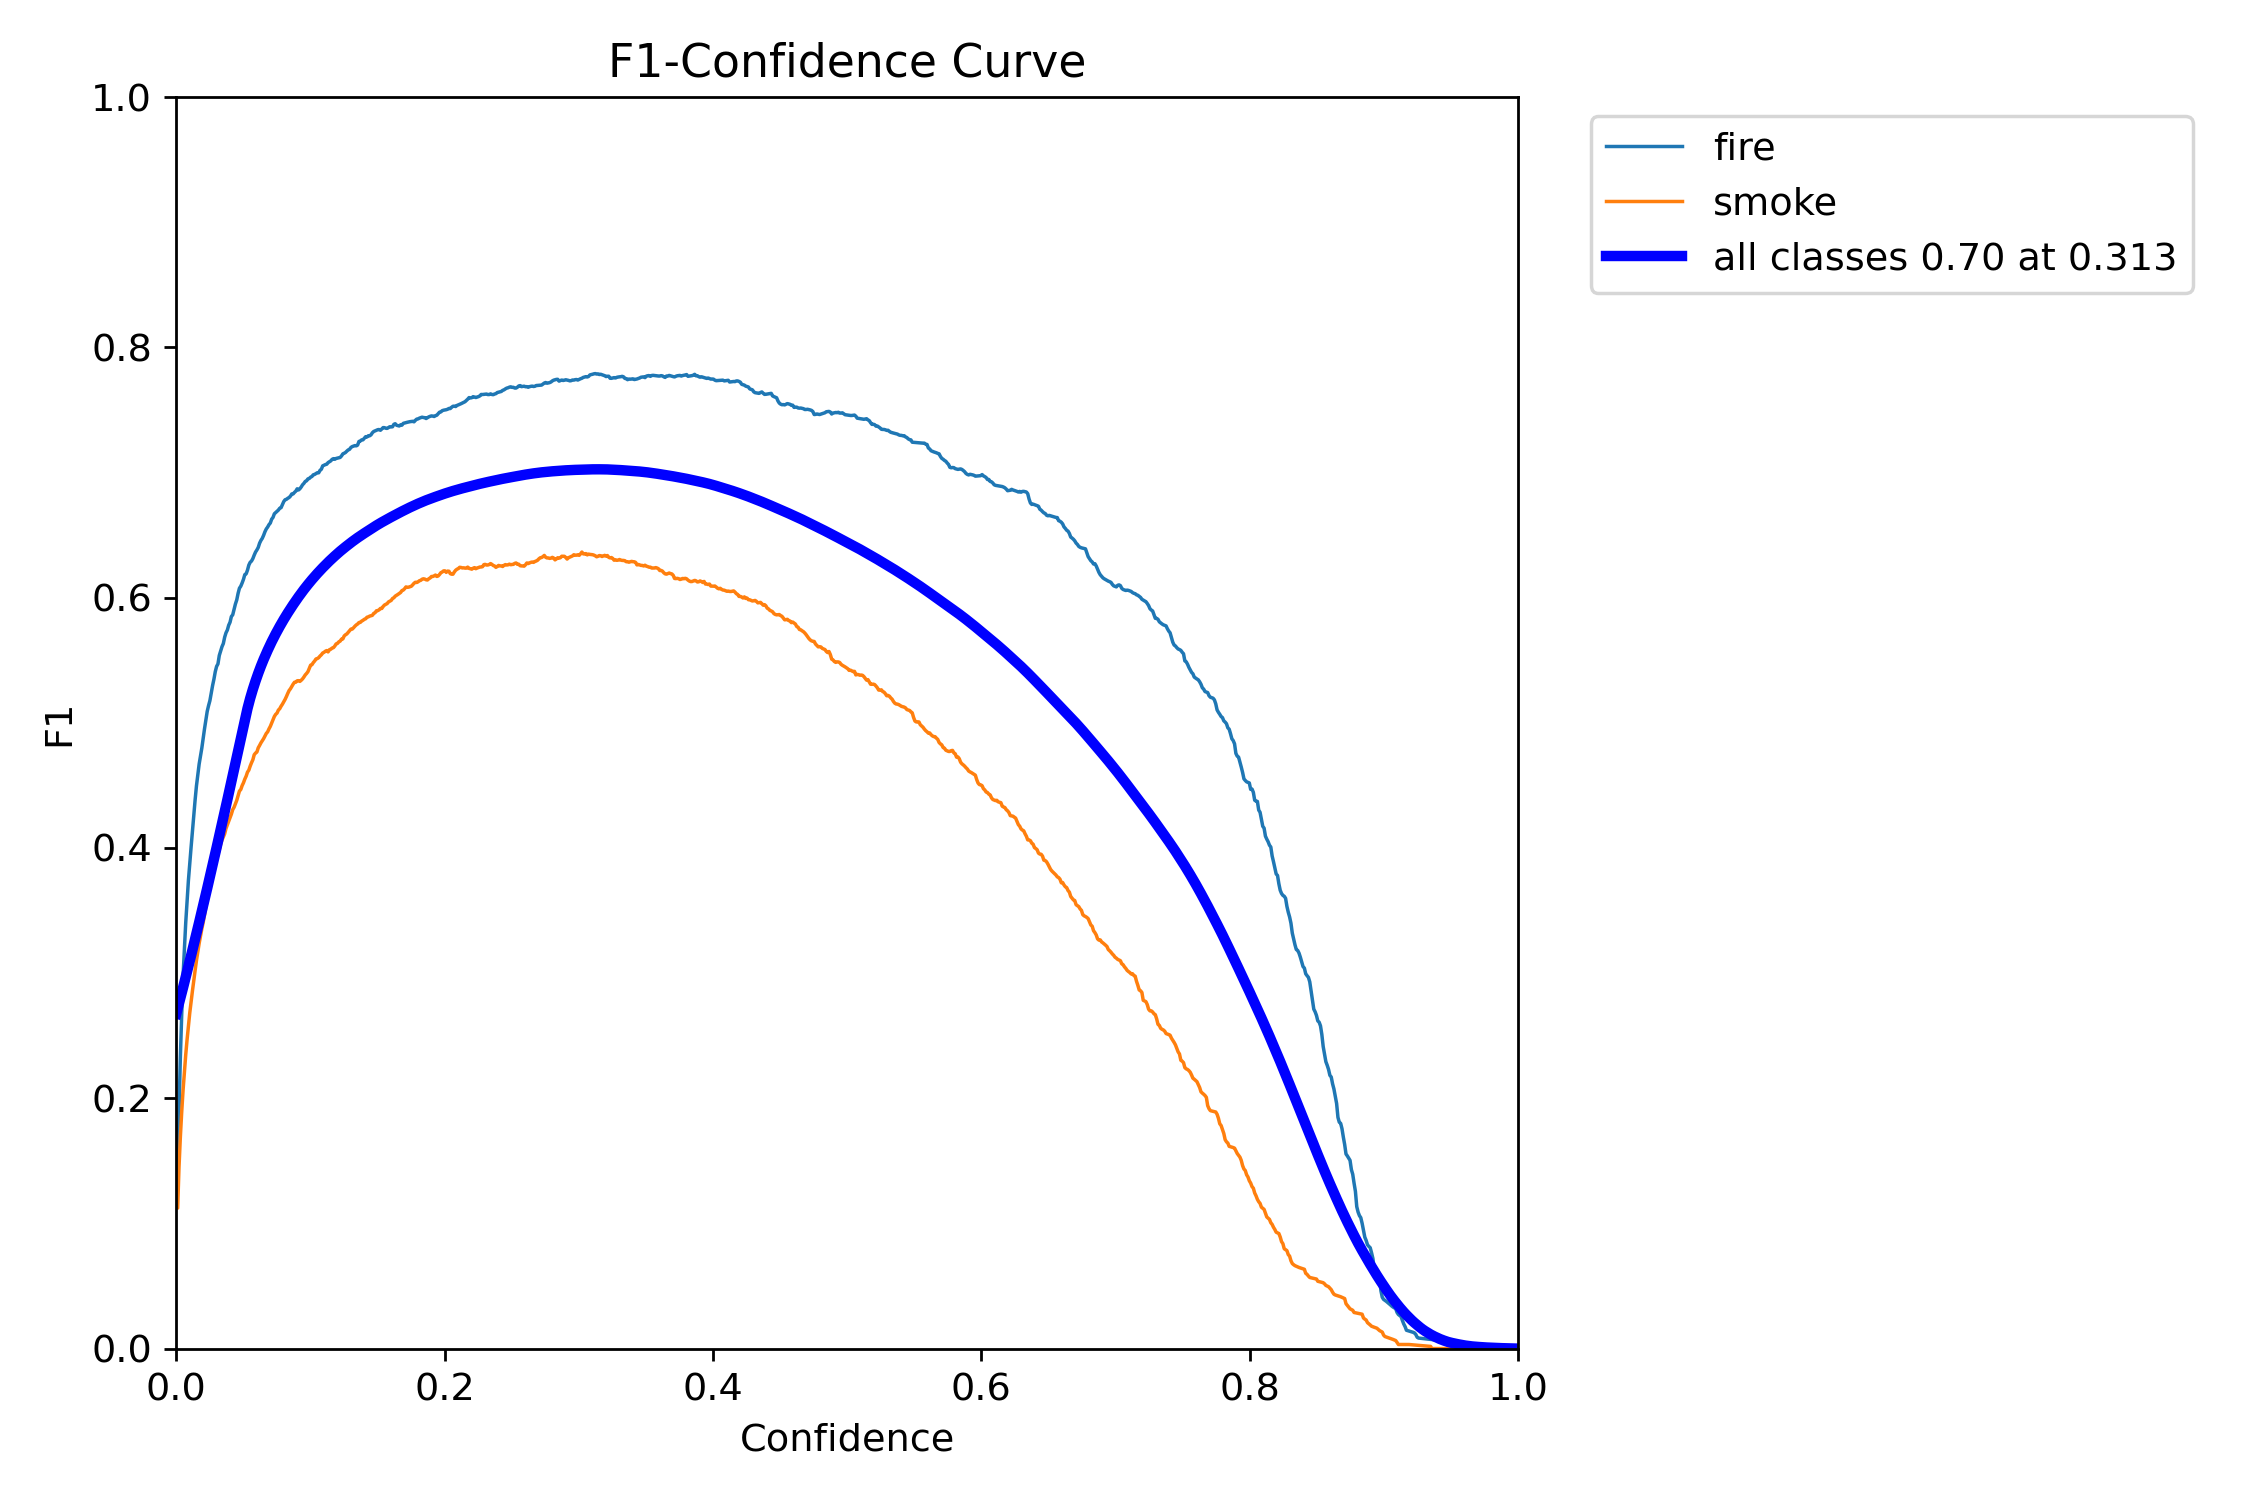 F1-Confidence Curve
1.0
0.8
0.6
0.4
0.2
0.0
F1
0.0 0.2 0.4 0.6 0.8 1.0
Confidence
fire
smoke
all classes 0.70 at 0.313